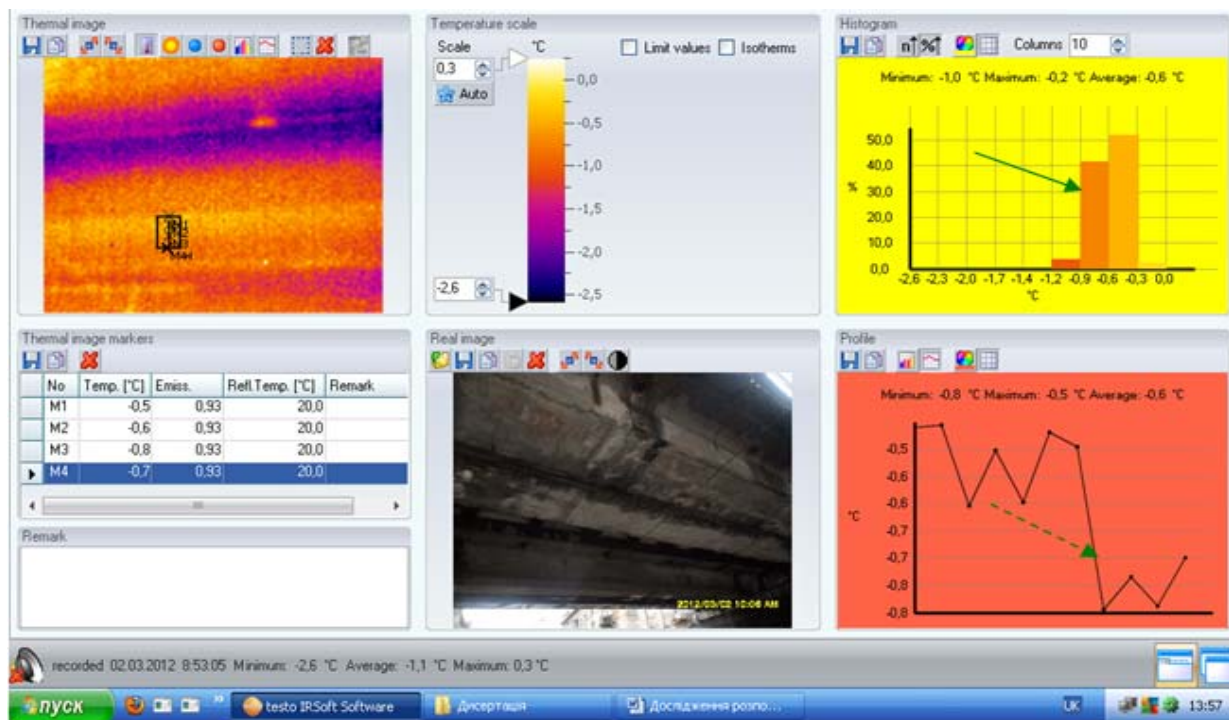 Thermal image
Temperature scale
Scale
°C
0,3
Auto
-2,6
Limit values
Isotherms
0,0
-0,5
-1,0
-1,5
-2,0
-2,5
Histogram
Columns 10
Minimum: -1,0 °C Maximum: -0,2 °C Average: -0,6 °C
50,0
40,0
30,0
20,0
10,0
0,0
%
-2,6 -2,3 -2,0 -1,7 -1,4 -1,2 -0,9 -0,6 -0,3 0,0
°C
Thermal image markers
No Temp. [°C] Emiss. Refl.Temp. [°C] Remark
M1 -0,5 0,93 20,0
M2 -0,6 0,93 20,0
M3 -0,8 0,93 20,0
M4 -0,7 0,93 20,0
Remark
Real image
2012/03/02 10:06 AM
Profile
Minimum: -0,8 °C Maximum: -0,5 °C Average: -0,6 °C
-0,5
-0,6
-0,6
-0,7
-0,7
-0,8
-0,8
°C
recorded 02.03.2012 8:53:05 Minimum: -2,6 °C Average: -1,1 °C Maximum: 0,3 °C
пуск
testo IRSoft Software
Дисертація
Дослідження розпо...
UK
13:57